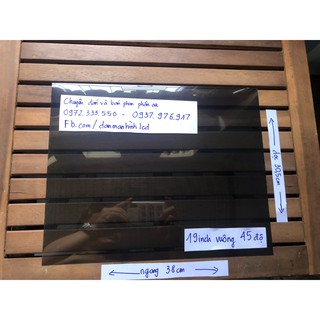 Chuyên dán và bán phim phân cực
0972.333.550 - 0937.976.917
Fb.com/danmanhinhlcd
dọc 30,5cm
19inch vuông 45 độ
ngang 38cm